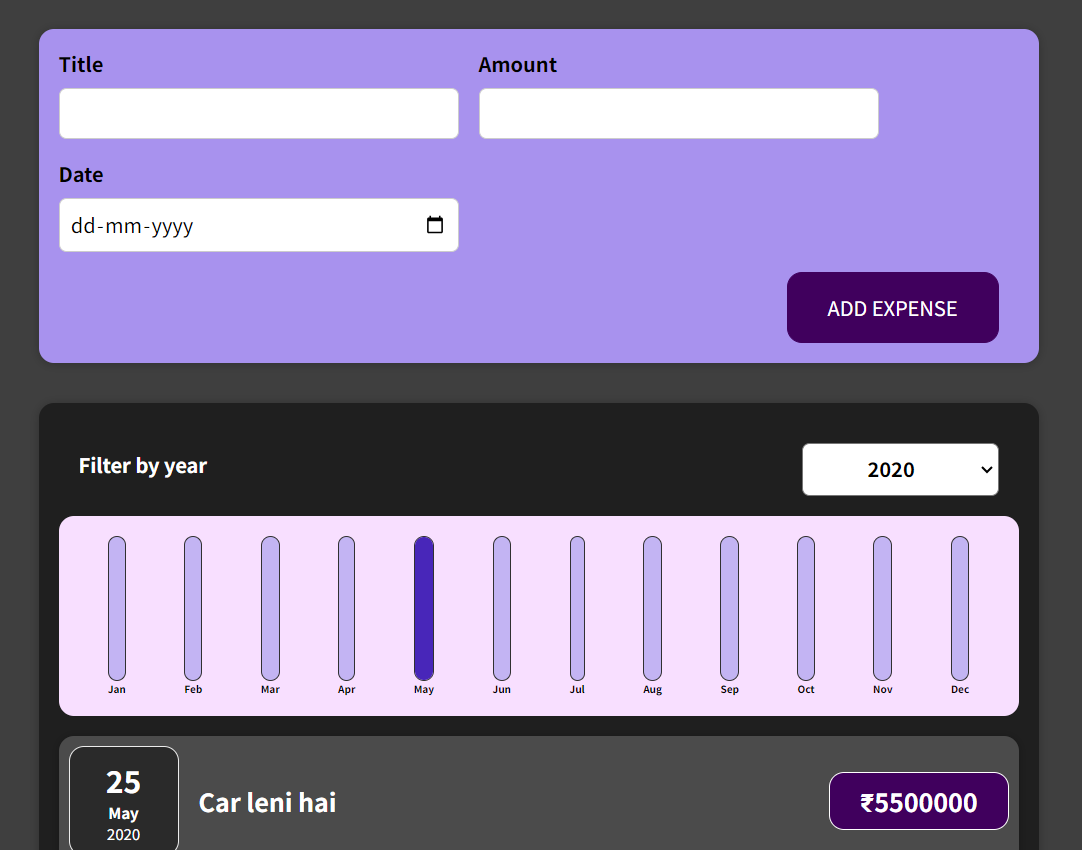 Title Amount
Date
dd-mm-yyyy
ADD EXPENSE
Filter by year 2020
Jan Feb Mar Apr May Jun Jul Aug Sep Oct Nov Dec
25
May
2020
Car leni hai
₹5500000